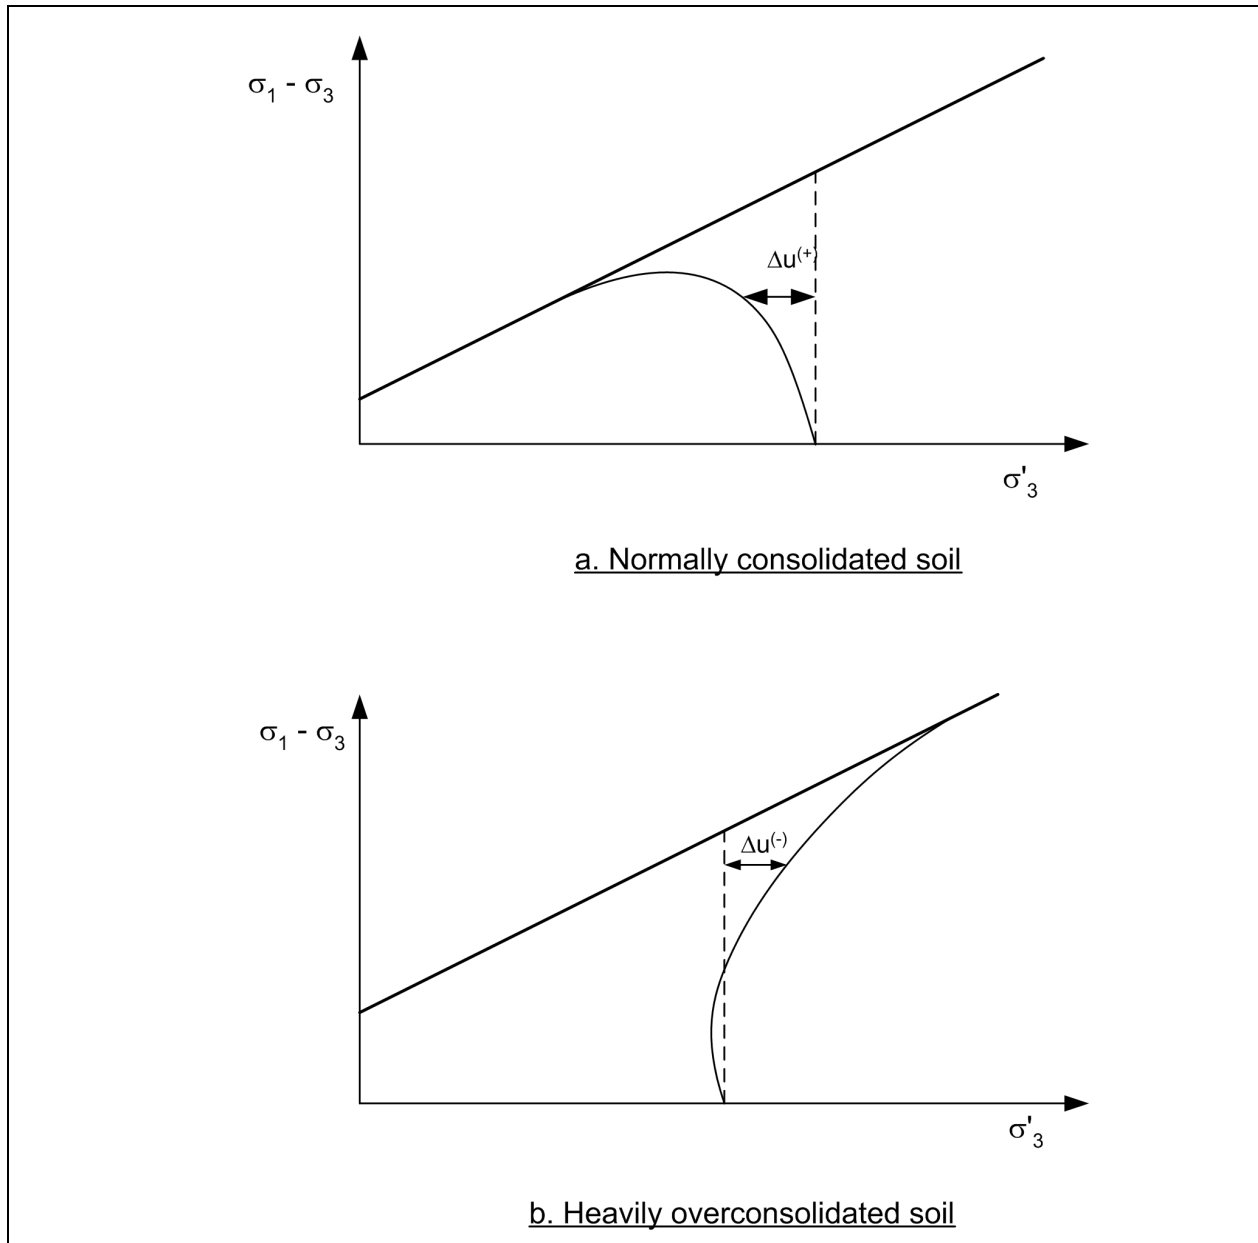 σ₁ - σ₃
Δu⁽⁺⁾
σ'₃
a. Normally consolidated soil
σ₁ - σ₃
Δu⁽⁻⁾
σ'₃
b. Heavily overconsolidated soil